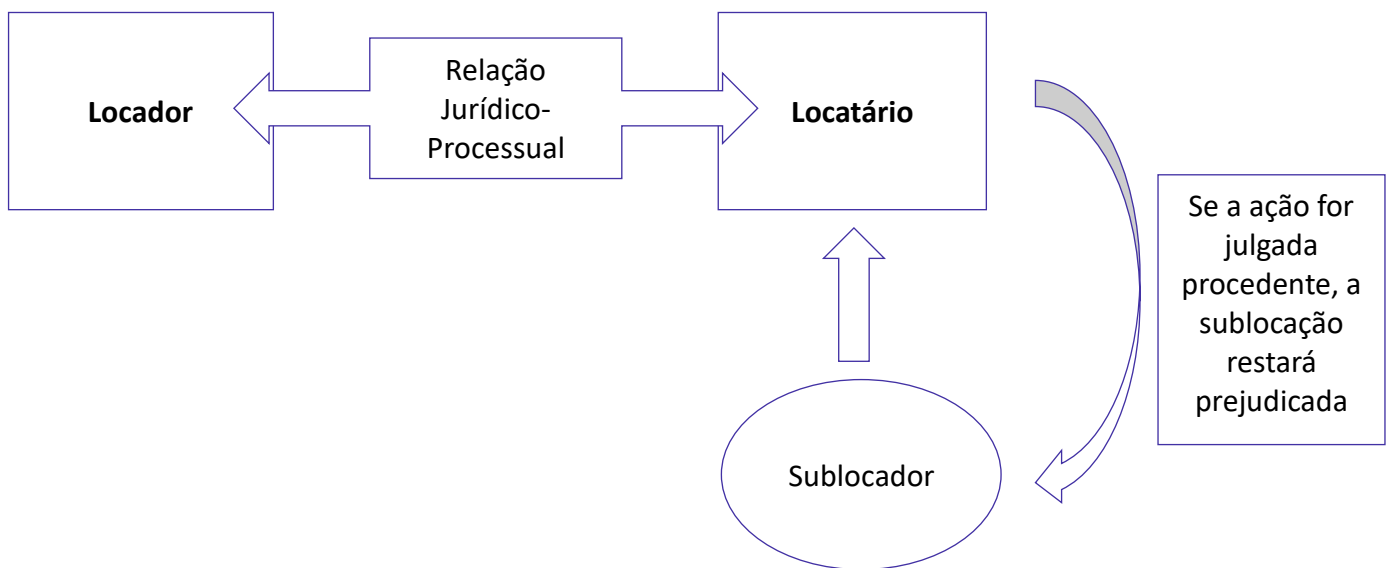 Locador
Relação
Jurídico-
Processual
Locatário
Se a ação for
julgada
procedente, a
sublocação
restará
prejudicada
Sublocador